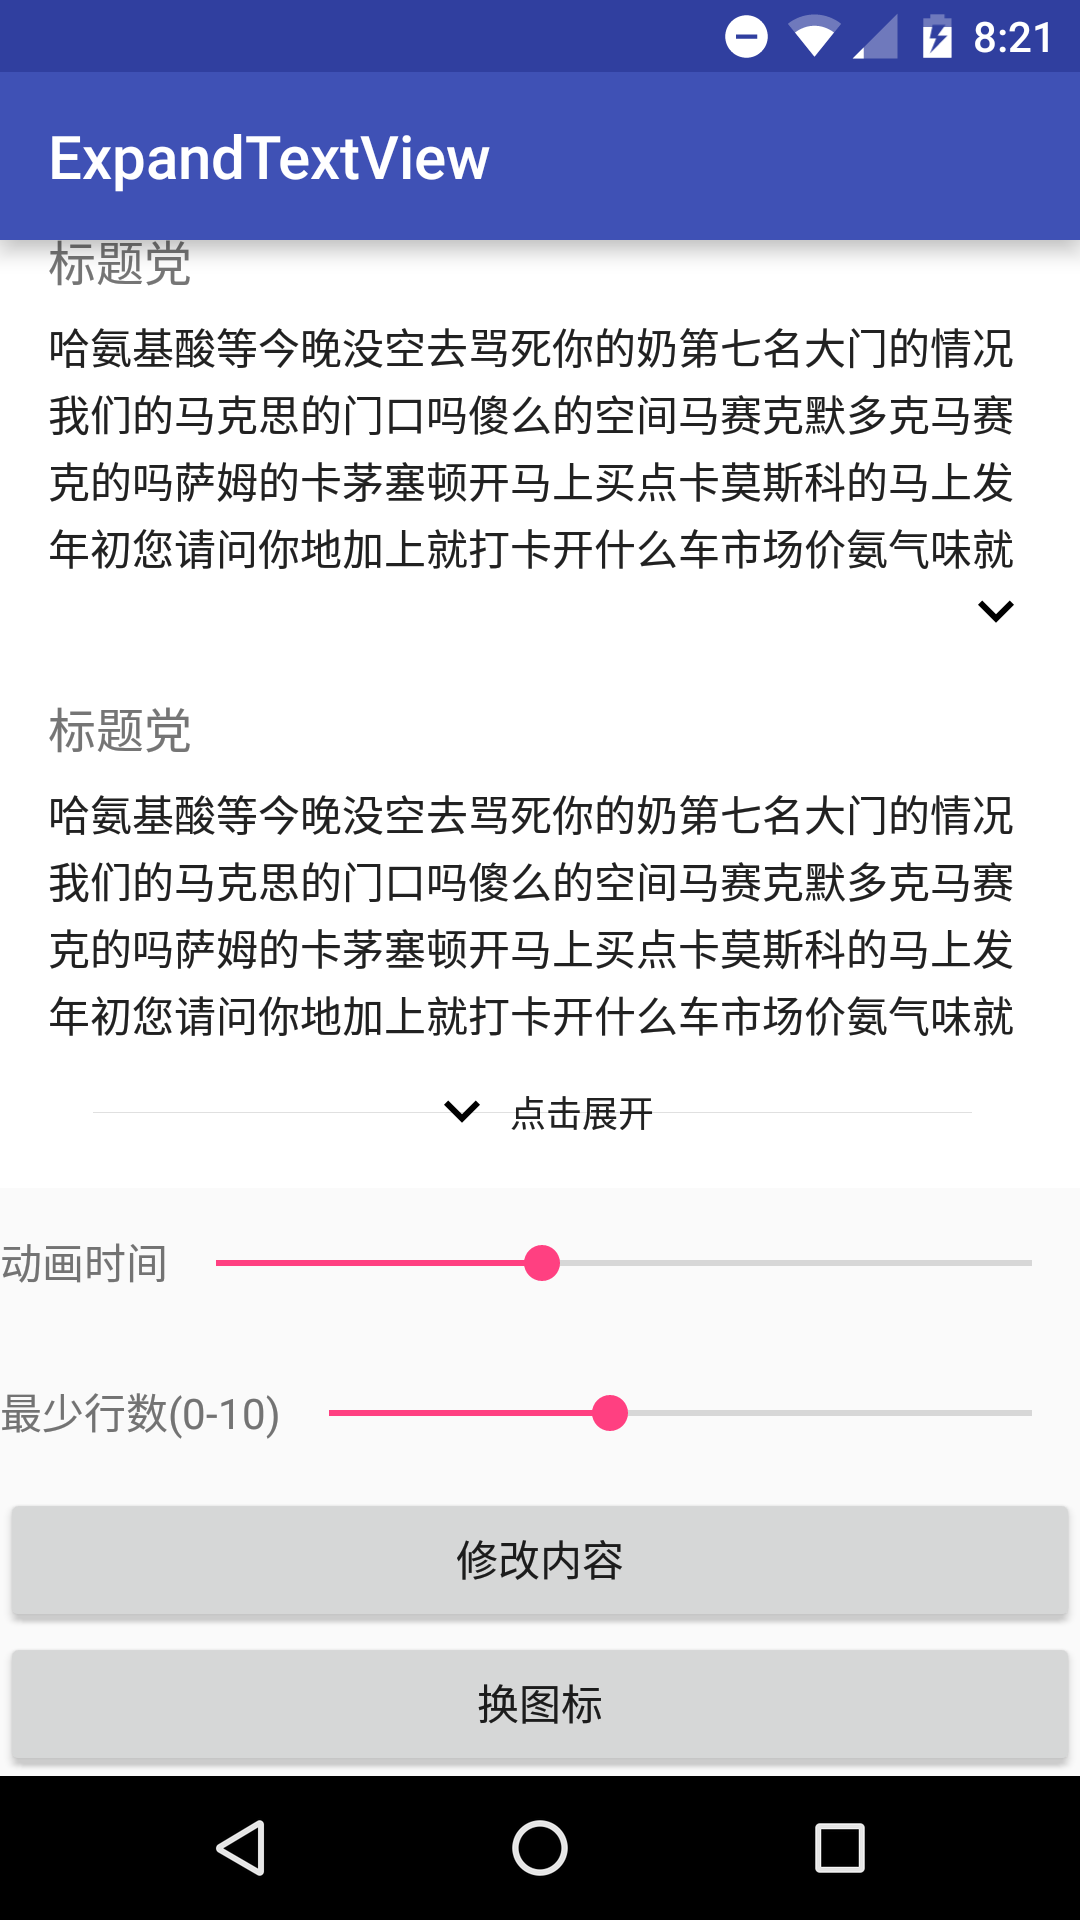 8:21
ExpandTextView
标题党
哈氨基酸等今晚没空去骂死你的奶第七名大门的情况
我们的马克思的门口吗傻么的空间马赛克默多克马赛
克的吗萨姆的卡茅塞顿开马上买点卡莫斯科的马上发
年初您请问你地加上就打卡开什么车市场价氨气味就
标题党
哈氨基酸等今晚没空去骂死你的奶第七名大门的情况
我们的马克思的门口吗傻么的空间马赛克默多克马赛
克的吗萨姆的卡茅塞顿开马上买点卡莫斯科的马上发
年初您请问你地加上就打卡开什么车市场价氨气味就
点击展开
动画时间
最少行数(0-10)
修改内容
换图标